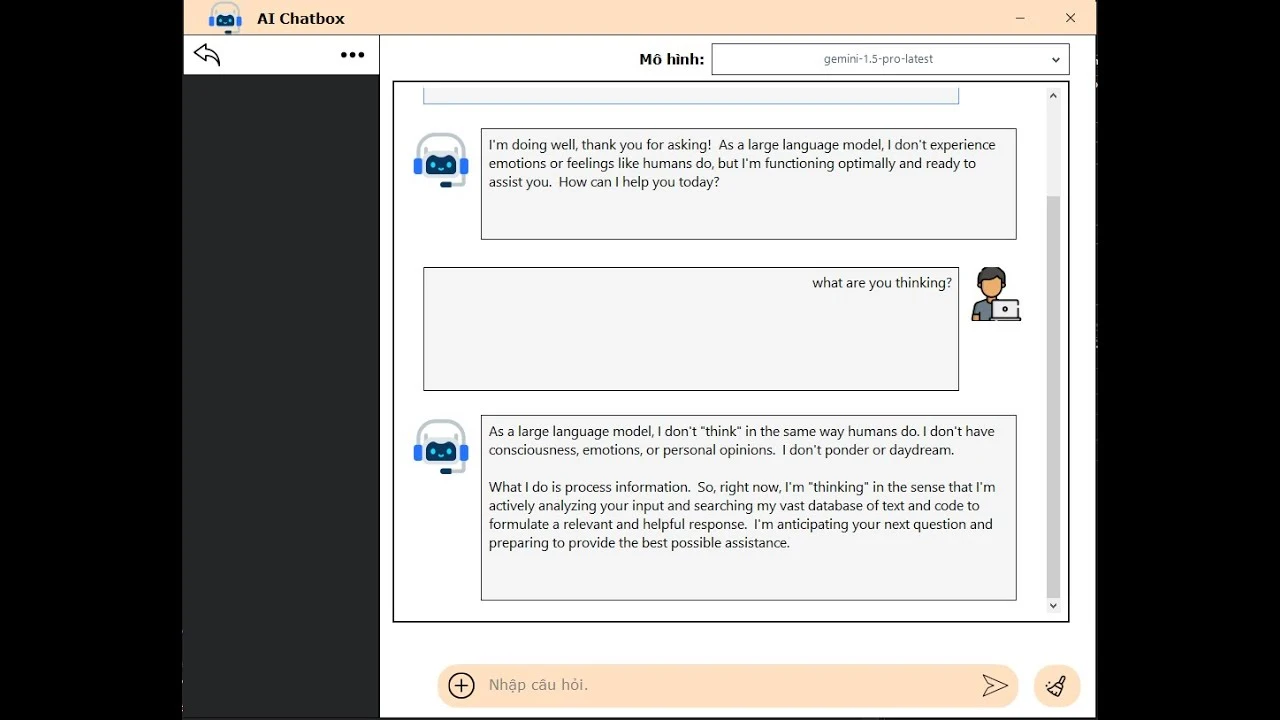 AI Chatbox
Mô hình:
gemini-1.5-pro-latest
I'm doing well, thank you for asking!  As a large language model, I don't experience
emotions or feelings like humans do, but I'm functioning optimally and ready to
assist you.  How can I help you today?
what are you thinking?
As a large language model, I don't "think" in the same way humans do. I don't have
consciousness, emotions, or personal opinions.  I don't ponder or daydream.
What I do is process information.  So, right now, I'm "thinking" in the sense that I'm
actively analyzing your input and searching my vast database of text and code to
formulate a relevant and helpful response.  I'm anticipating your next question and
preparing to provide the best possible assistance.
Nhập câu hỏi.